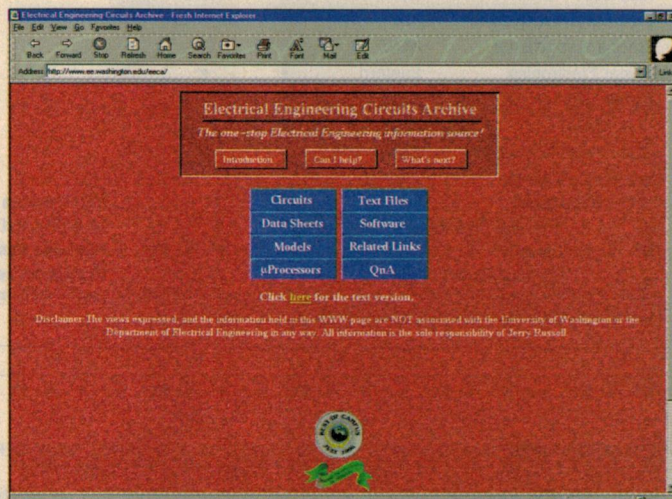 Electrical Engineering Circuits Archive - Fresh Internet Explorer
File Edit View Go Favorites Help
Back Forward Stop Refresh Home Search Favorites Print Font Mail Edit
Address http://www.ee.washington.edu/eeca/
Electrical Engineering Circuits Archive
The one-stop Electrical Engineering information source!
Introduction Can I help? What's next?
Circuits Text Files
Data Sheets Software
Models Related Links
µProcessors QnA
Click here for the text version.
Disclaimer: The views expressed, and the information held in this WWW page are NOT associated with the University of Washington or the
Department of Electrical Engineering in any way. All information is the sole responsibility of Jerry Russell.
BEST OF CAMPUS